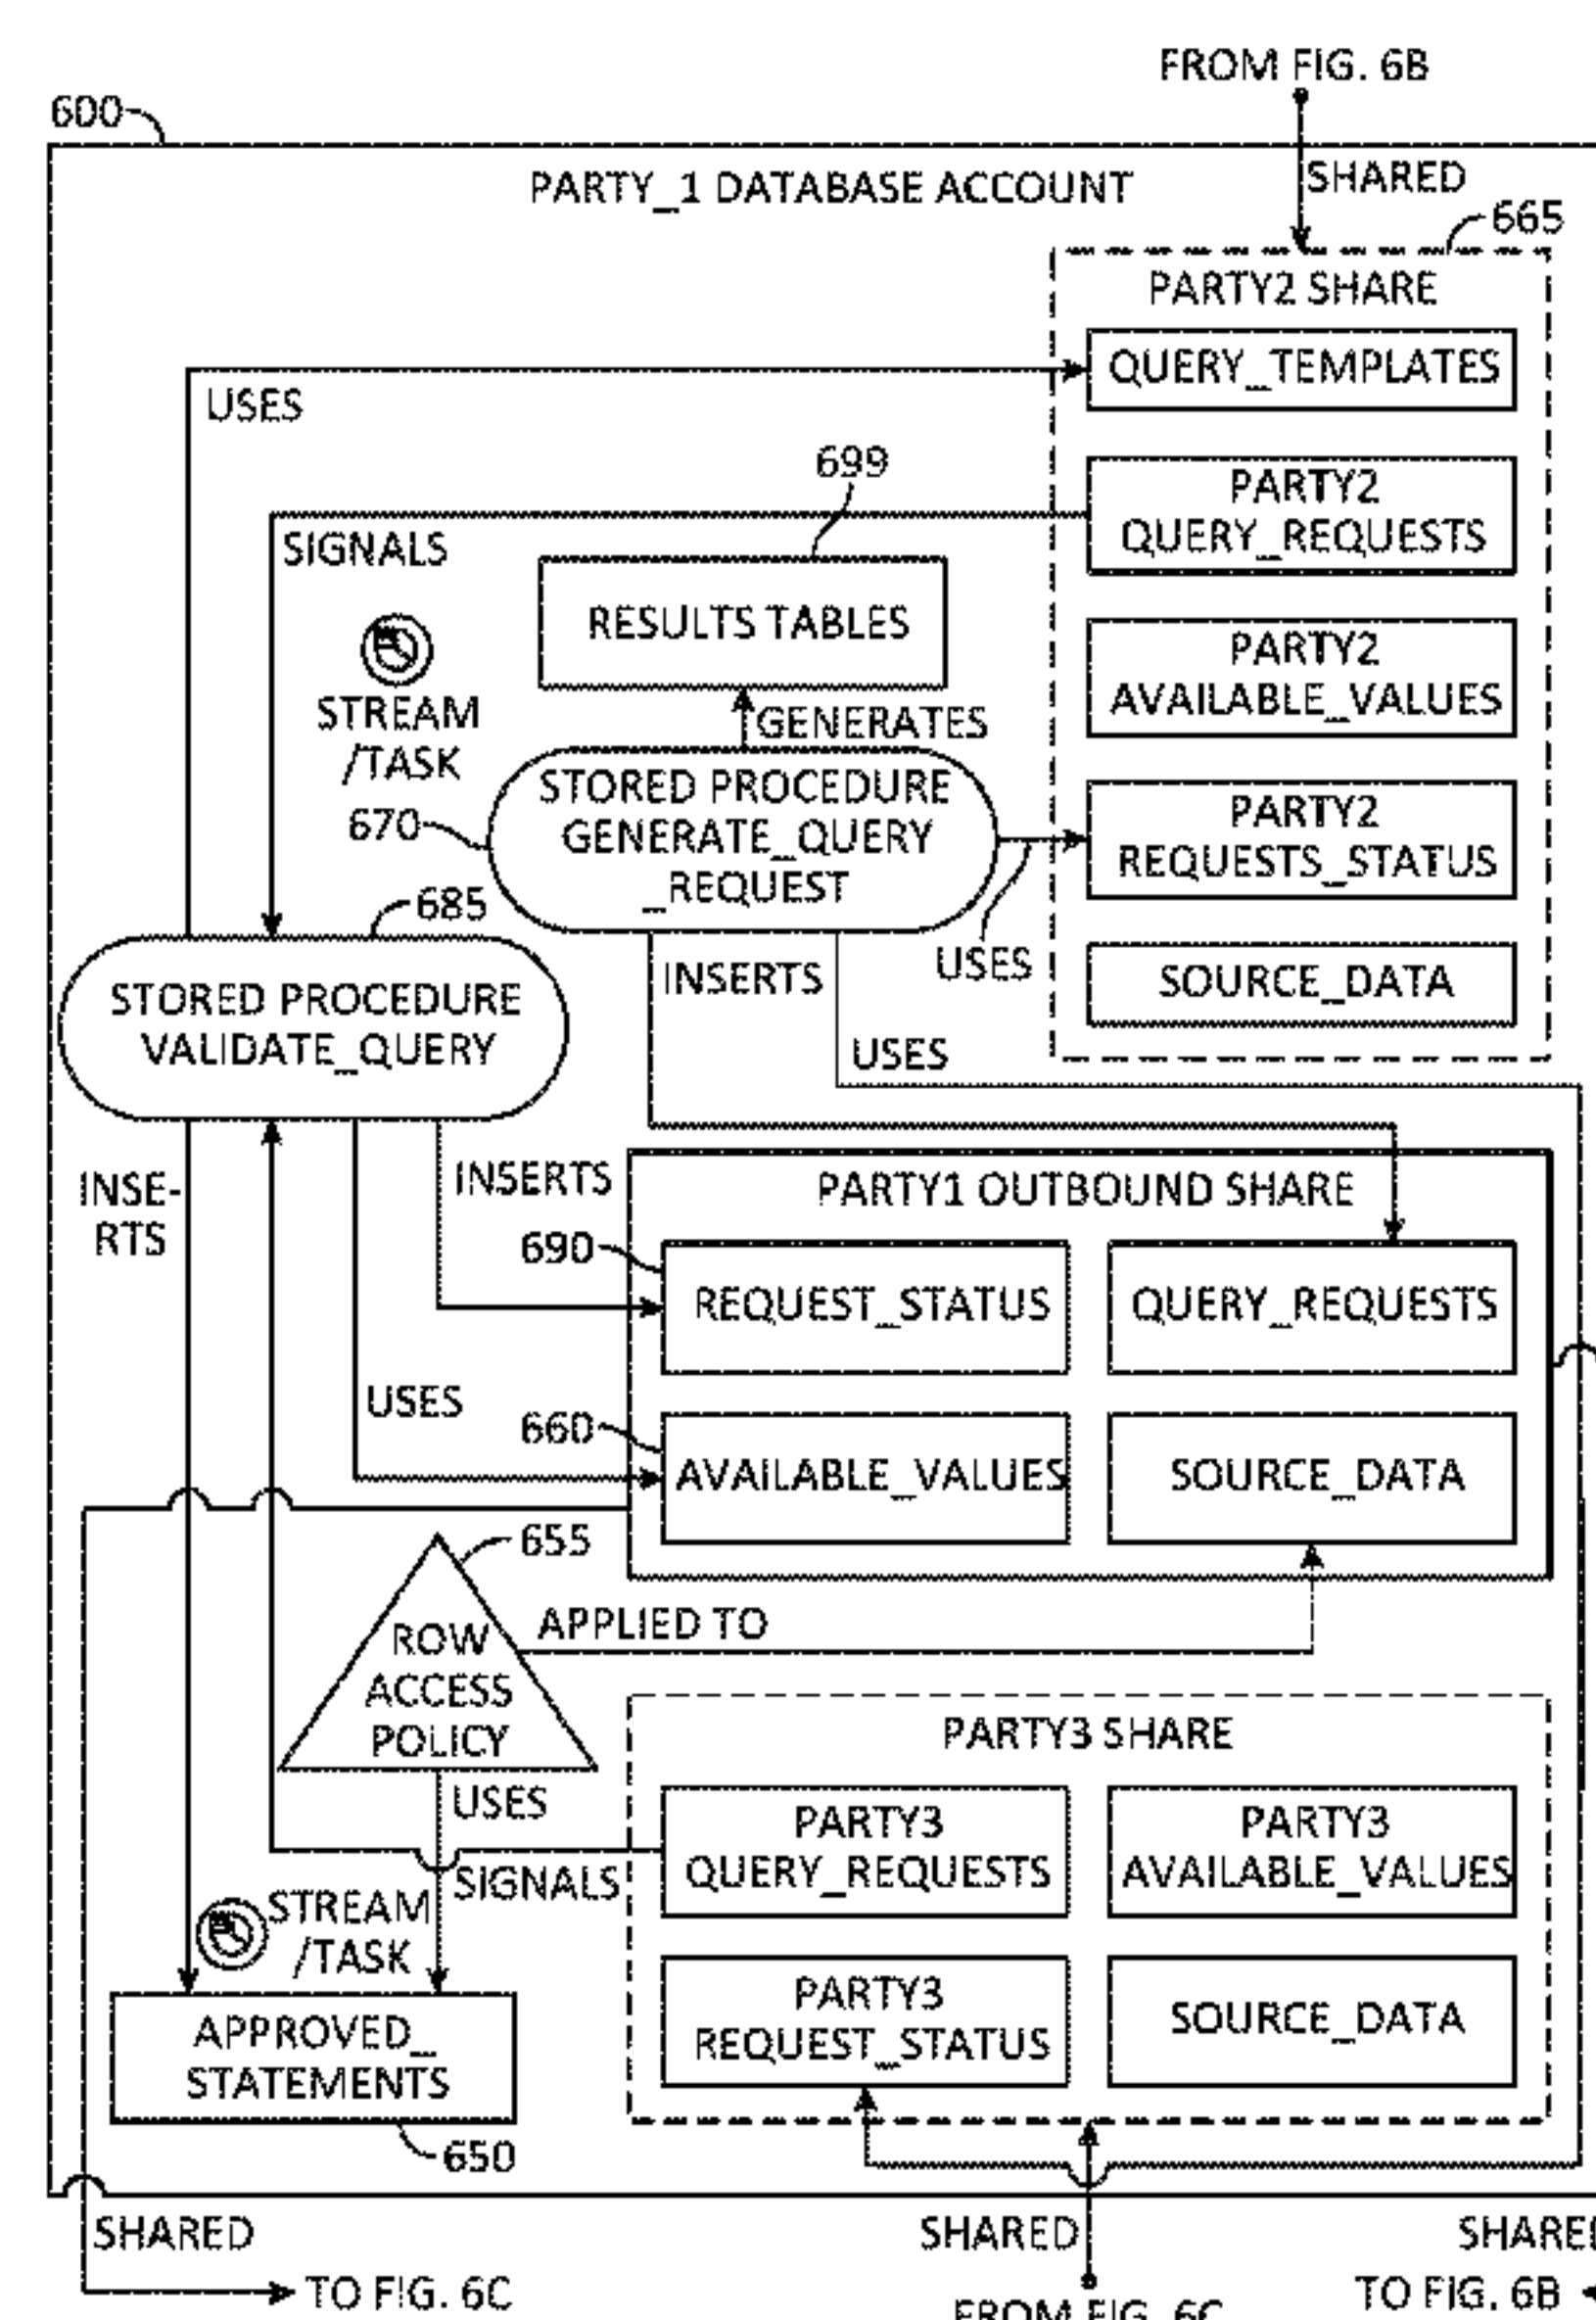 FROM FIG. 6B
600
PARTY_1 DATABASE ACCOUNT
SHARED
665
PARTY2 SHARE
QUERY_TEMPLATES
USES
699
PARTY2
QUERY_REQUESTS
SIGNALS
RESULTS TABLES
PARTY2
AVAILABLE_VALUES
STREAM
/TASK
GENERATES
STORED PROCEDURE
GENERATE_QUERY
_REQUEST
670
PARTY2
REQUESTS_STATUS
685
USES
INSERTS
SOURCE_DATA
STORED PROCEDURE
VALIDATE_QUERY
USES
INSE-
RTS
INSERTS
PARTY1 OUTBOUND SHARE
690
REQUEST_STATUS
QUERY_REQUESTS
USES
660
AVAILABLE_VALUES
SOURCE_DATA
655
ROW
ACCESS
POLICY
APPLIED TO
PARTY3 SHARE
USES
PARTY3
QUERY_REQUESTS
PARTY3
AVAILABLE_VALUES
SIGNALS
STREAM
/TASK
PARTY3
REQUEST_STATUS
SOURCE_DATA
APPROVED_
STATEMENTS
650
SHARED
SHARED
SHARED
TO FIG. 6C
FROM FIG. 6C
TO FIG. 6B